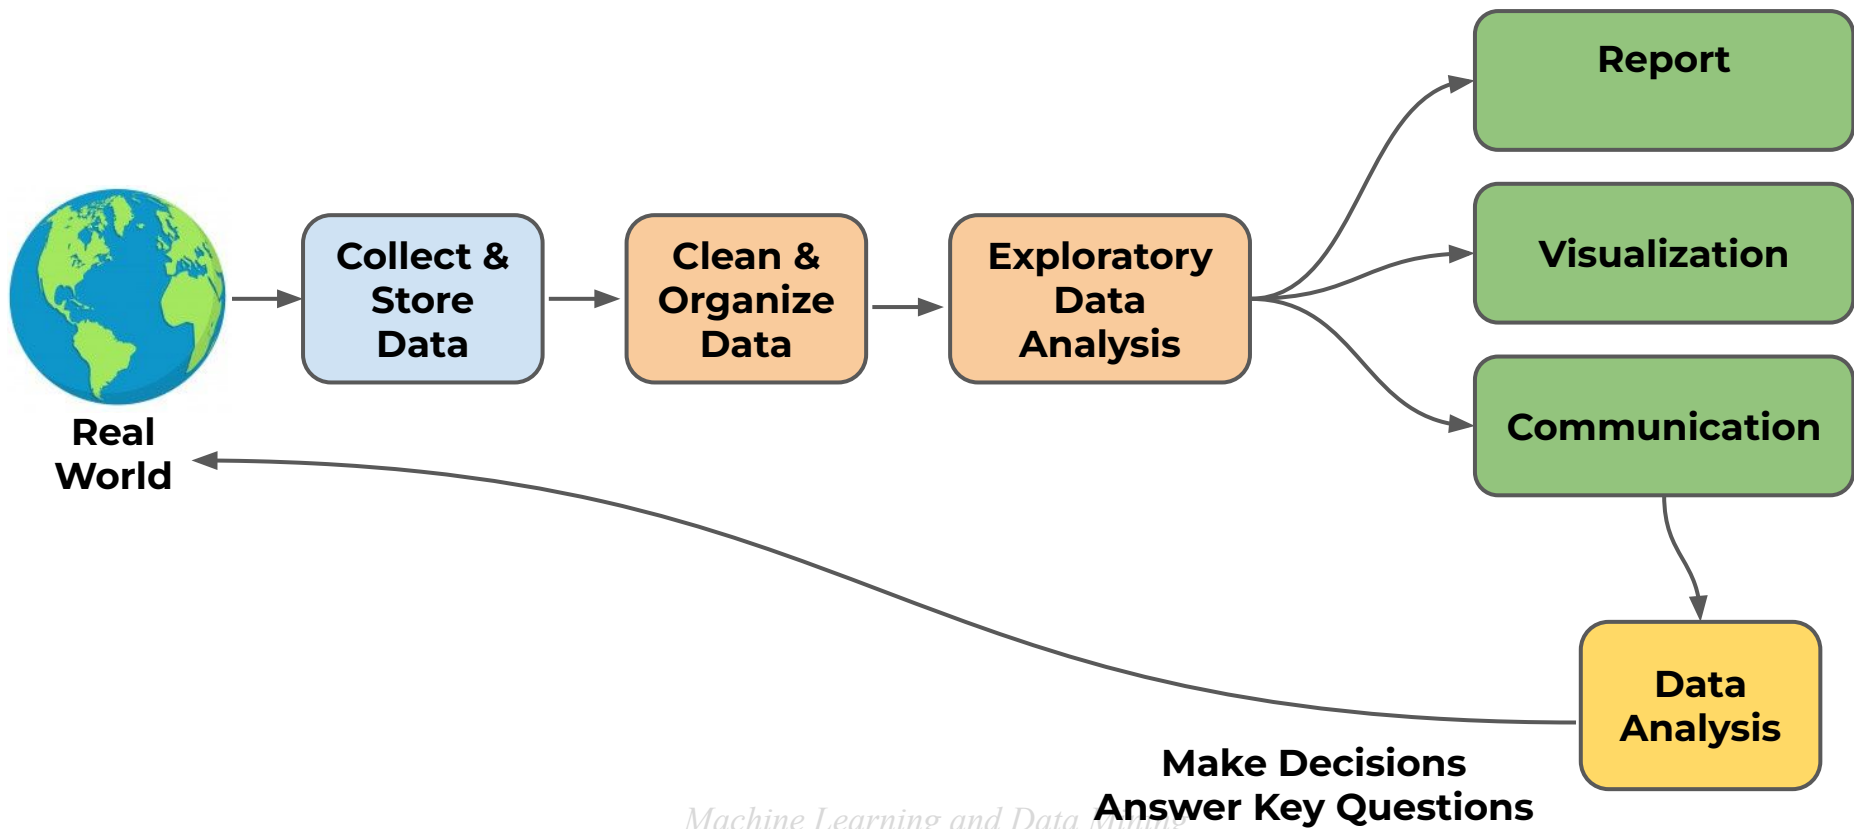 Report
Visualization
Communication
Collect &
Store
Data
Clean &
Organize
Data
Exploratory
Data
Analysis
Real
World
Data
Analysis
Make Decisions
Answer Key Questions
Machine Learning and Data Mining